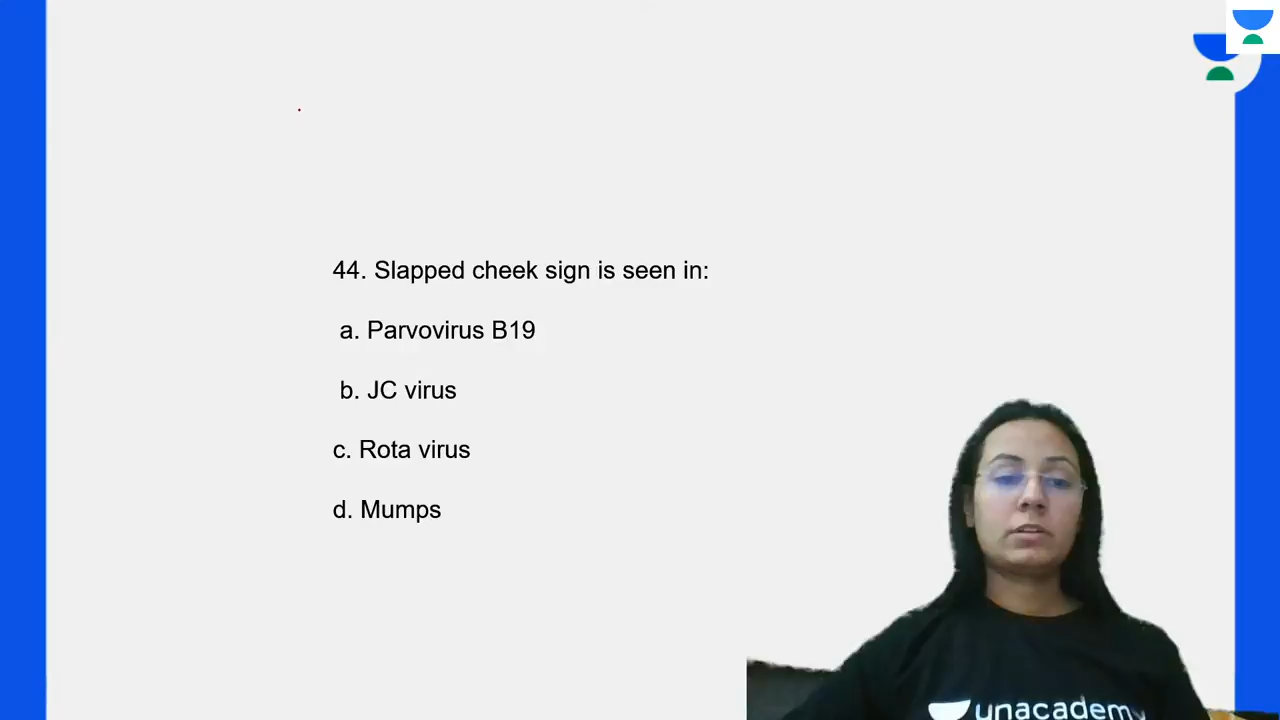 44. Slapped cheek sign is seen in:
a. Parvovirus B19
b. JC virus
c. Rota virus
d. Mumps
unacademy